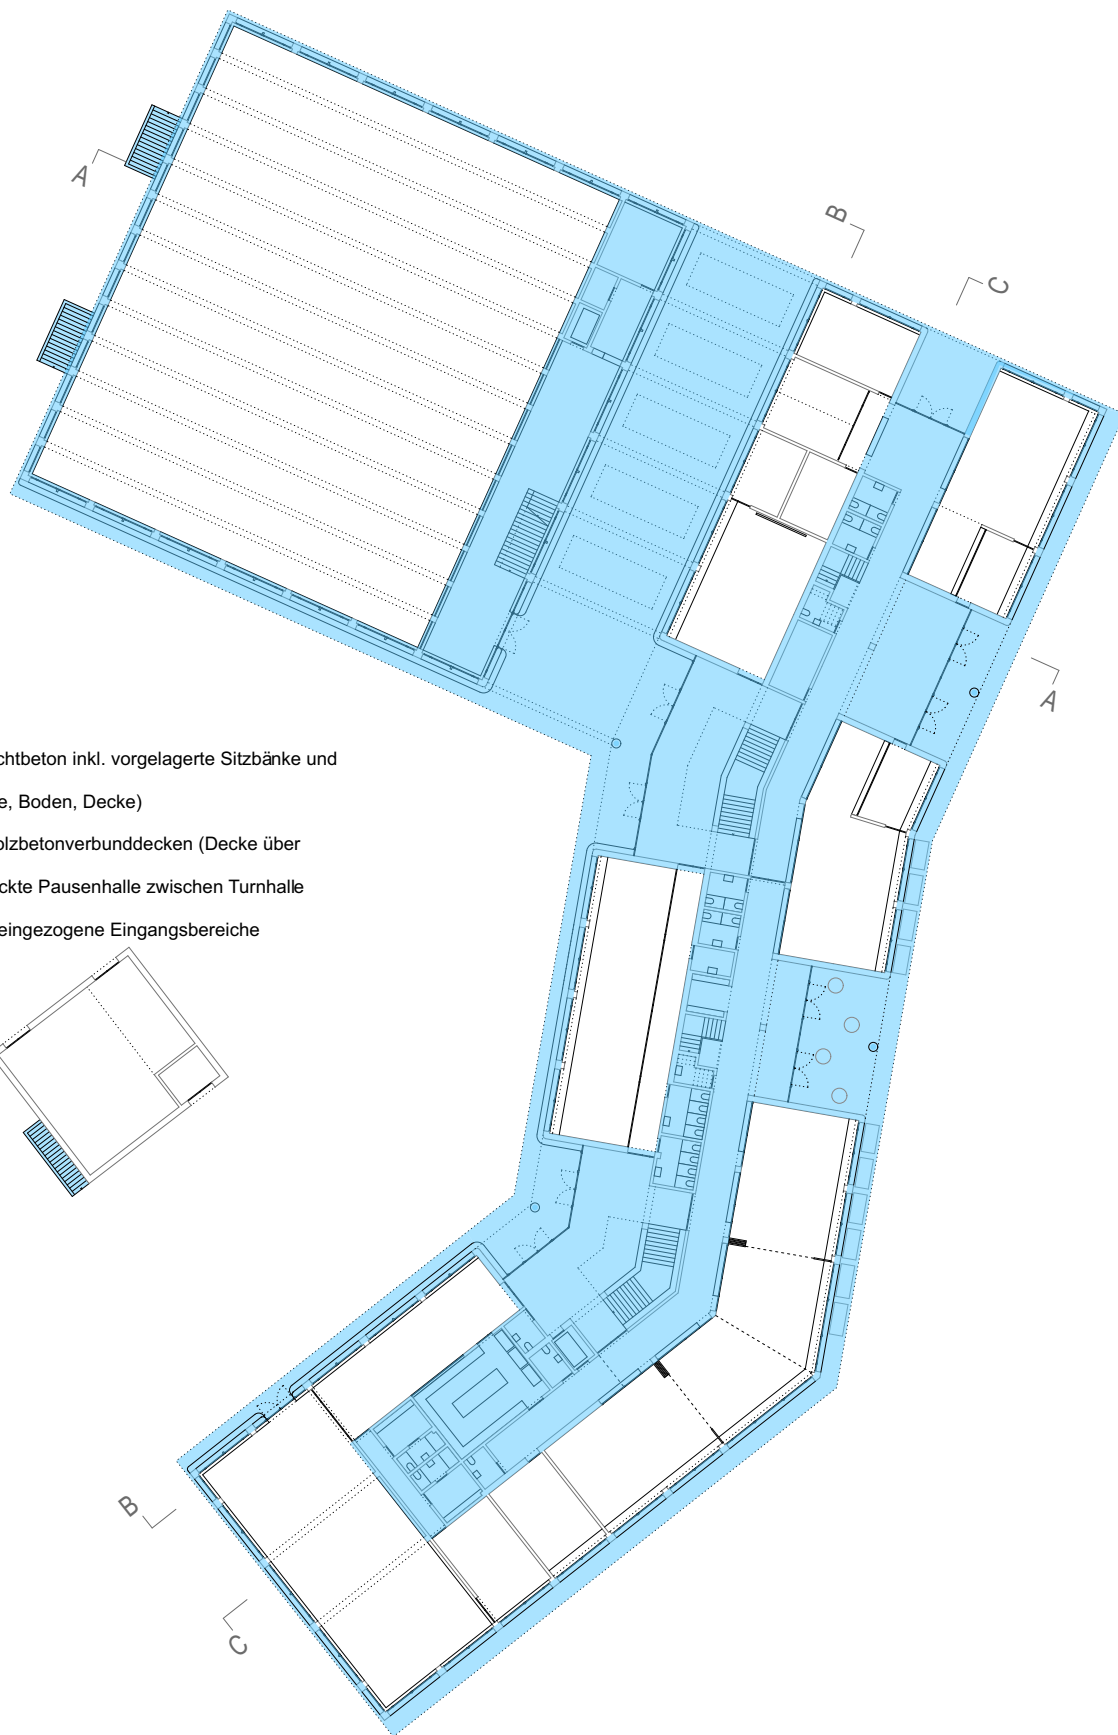 A
B
C
A
chtbeton inkl. vorgelagerte Sitzbänke und
e, Boden, Decke)
olzbetonverbunddecken (Decke über
ckte Pausenhalle zwischen Turnhalle
eingezogene Eingangsbereiche
B
C